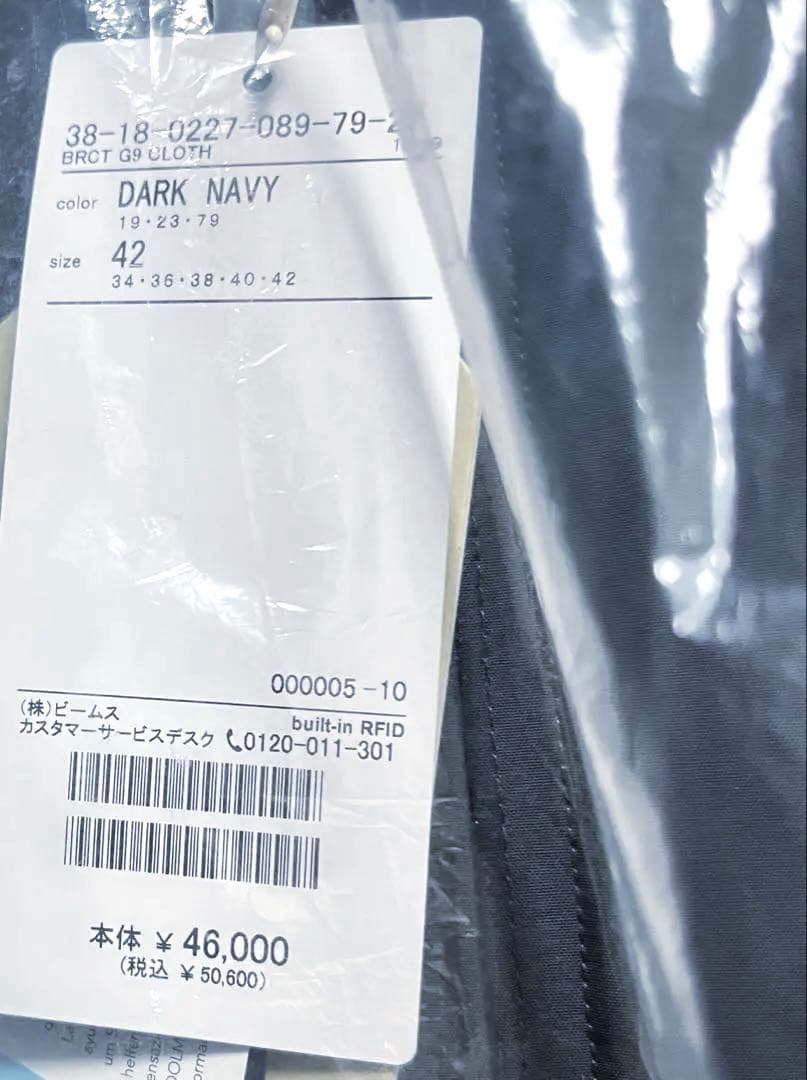 38-18-0227-089-79-
BRCT G9 CLOTH
color DARK NAVY
19・23・79
size 42
34・36・38・40・42
000005-10
(株)ビームス
built-in RFID
カスタマーサービスデスク 0120-011-301
本体 ¥46,000
(税込 ¥50,600)